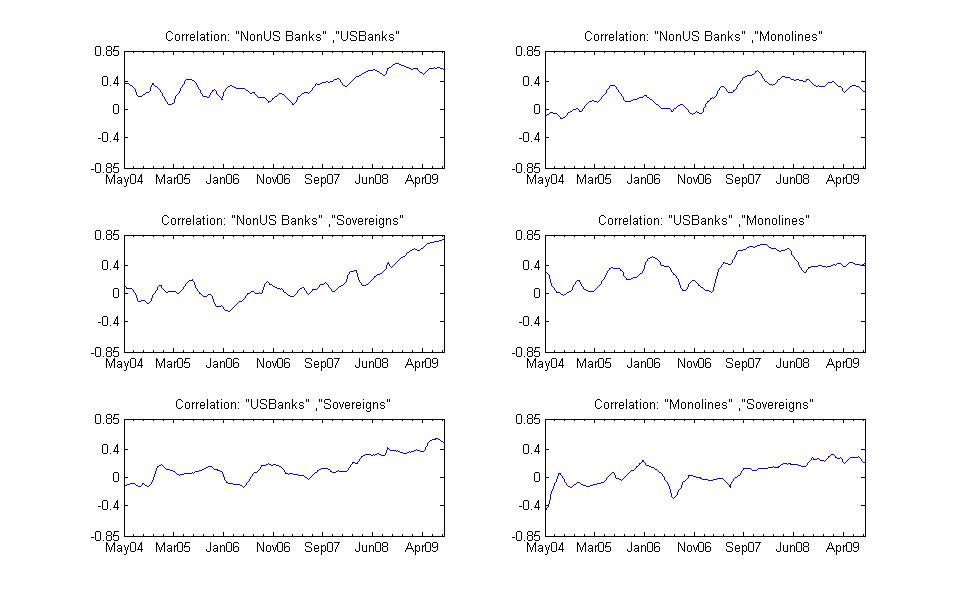 Correlation: "NonUS Banks" ,"USBanks"
0.85
0.4
0
-0.4
-0.85
May04 Mar05 Jan06 Nov06 Sep07 Jun08 Apr09
Correlation: "NonUS Banks" ,"Monolines"
0.85
0.4
0
-0.4
-0.85
May04 Mar05 Jan06 Nov06 Sep07 Jun08 Apr09
Correlation: "NonUS Banks" ,"Sovereigns"
0.85
0.4
0
-0.4
-0.85
May04 Mar05 Jan06 Nov06 Sep07 Jun08 Apr09
Correlation: "USBanks" ,"Monolines"
0.85
0.4
0
-0.4
-0.85
May04 Mar05 Jan06 Nov06 Sep07 Jun08 Apr09
Correlation: "USBanks" ,"Sovereigns"
0.85
0.4
0
-0.4
-0.85
May04 Mar05 Jan06 Nov06 Sep07 Jun08 Apr09
Correlation: "Monolines" ,"Sovereigns"
0.85
0.4
0
-0.4
-0.85
May04 Mar05 Jan06 Nov06 Sep07 Jun08 Apr09